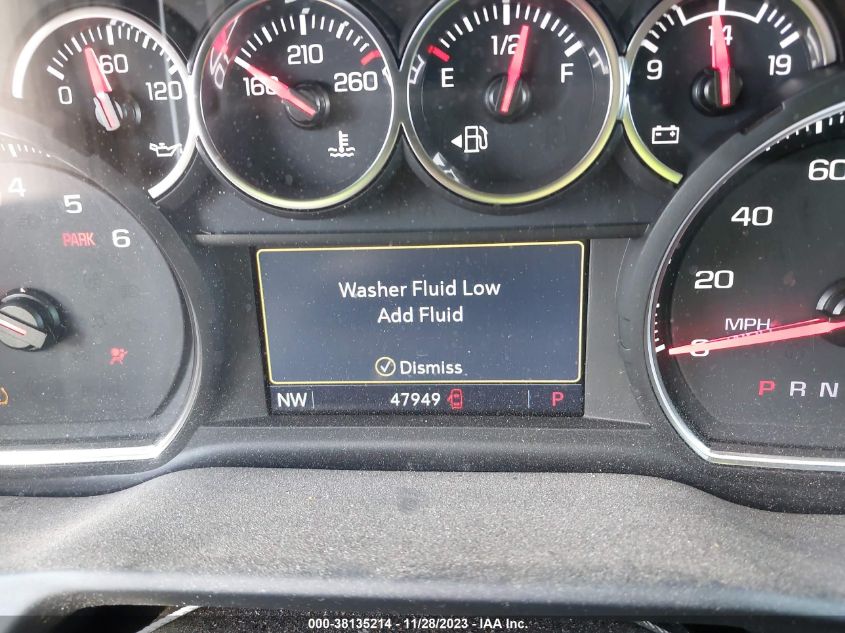 0 60 120
160 210 260
E 1/2 F
9 14 19
4 5 6
PARK
Washer Fluid Low
Add Fluid
Dismiss
NW 47949 P
0 20 40 60
MPH
P R N
000-38135214 - 11/28/2023 - IAA Inc.